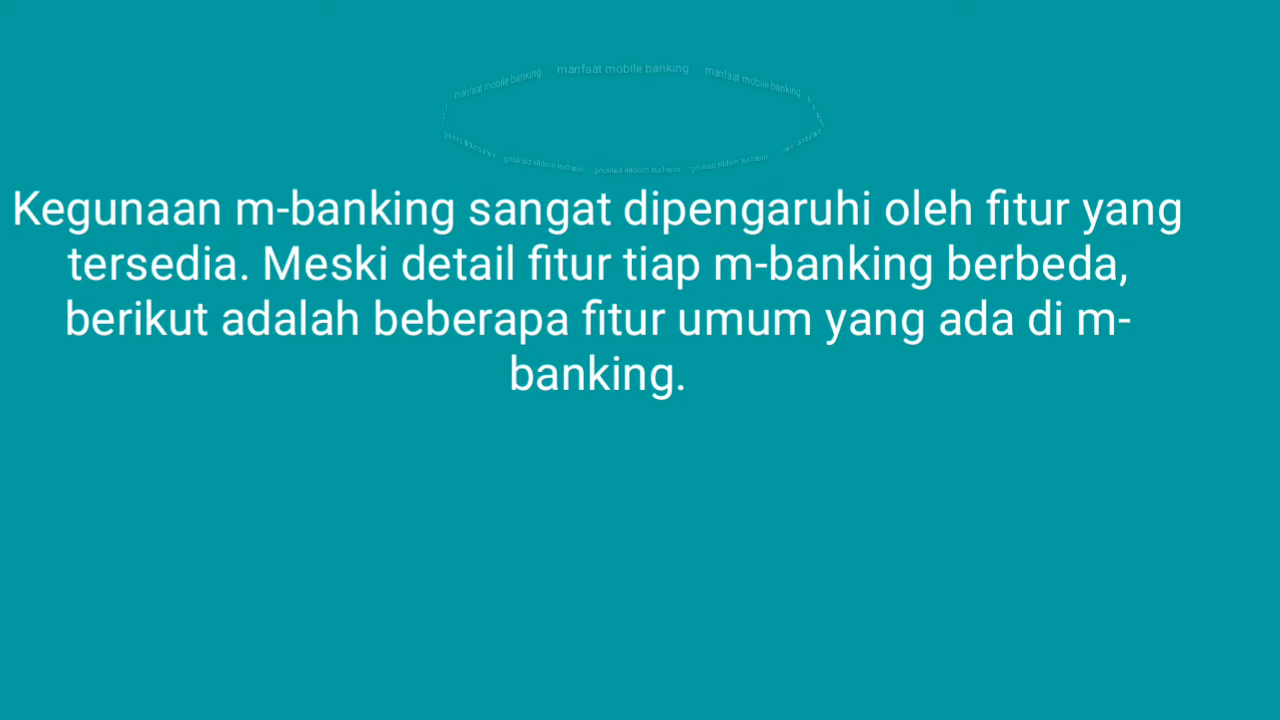 manfaat mobile banking manfaat mobile banking manfaat mobile banking
Kegunaan m-banking sangat dipengaruhi oleh fitur yang
tersedia. Meski detail fitur tiap m-banking berbeda,
berikut adalah beberapa fitur umum yang ada di m-
banking.